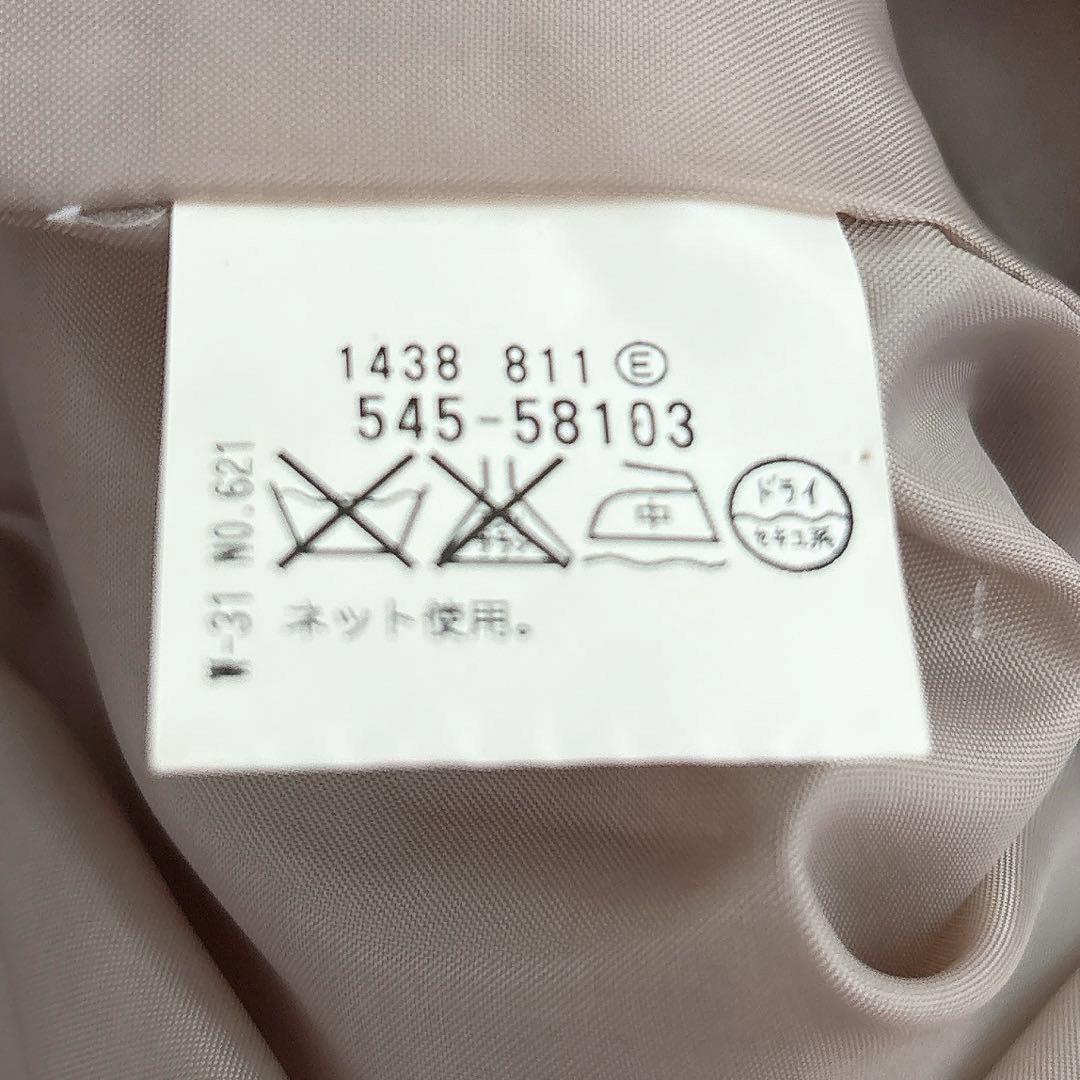 1438 811 Ⓔ
545-58103
中
ドライ
セキユ系
ネット使用。
W-31 NO.621